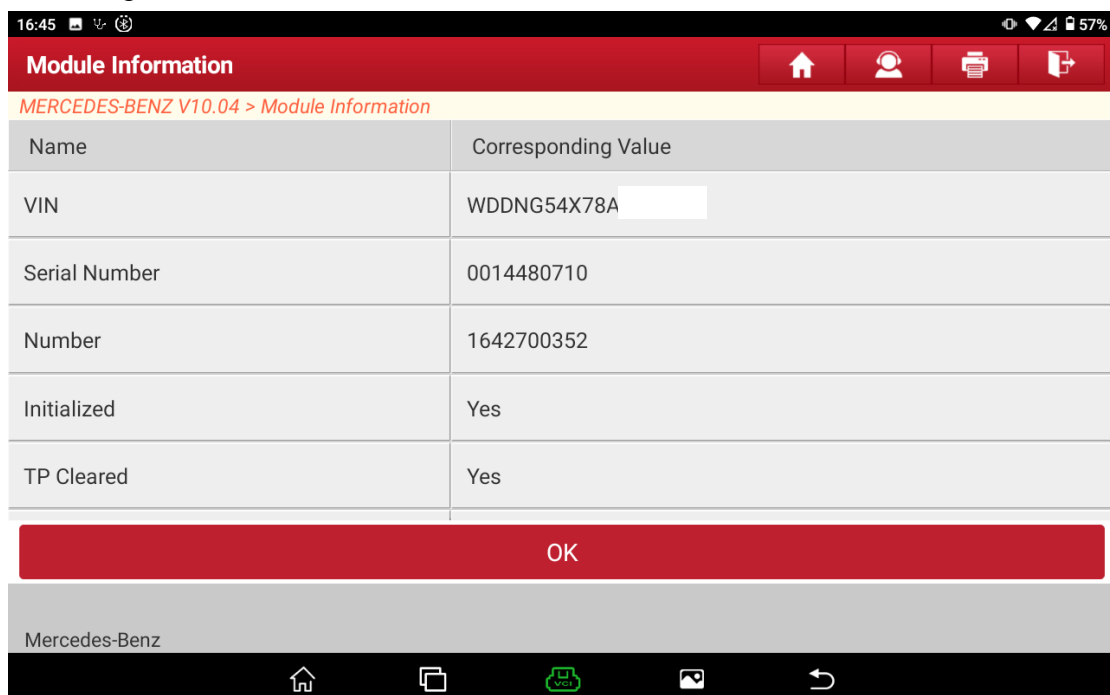 16:45 57%
Module Information
MERCEDES-BENZ V10.04 > Module Information
Name Corresponding Value
VIN WDDNG54X78A
Serial Number 0014480710
Number 1642700352
Initialized Yes
TP Cleared Yes
OK
Mercedes-Benz
VCI